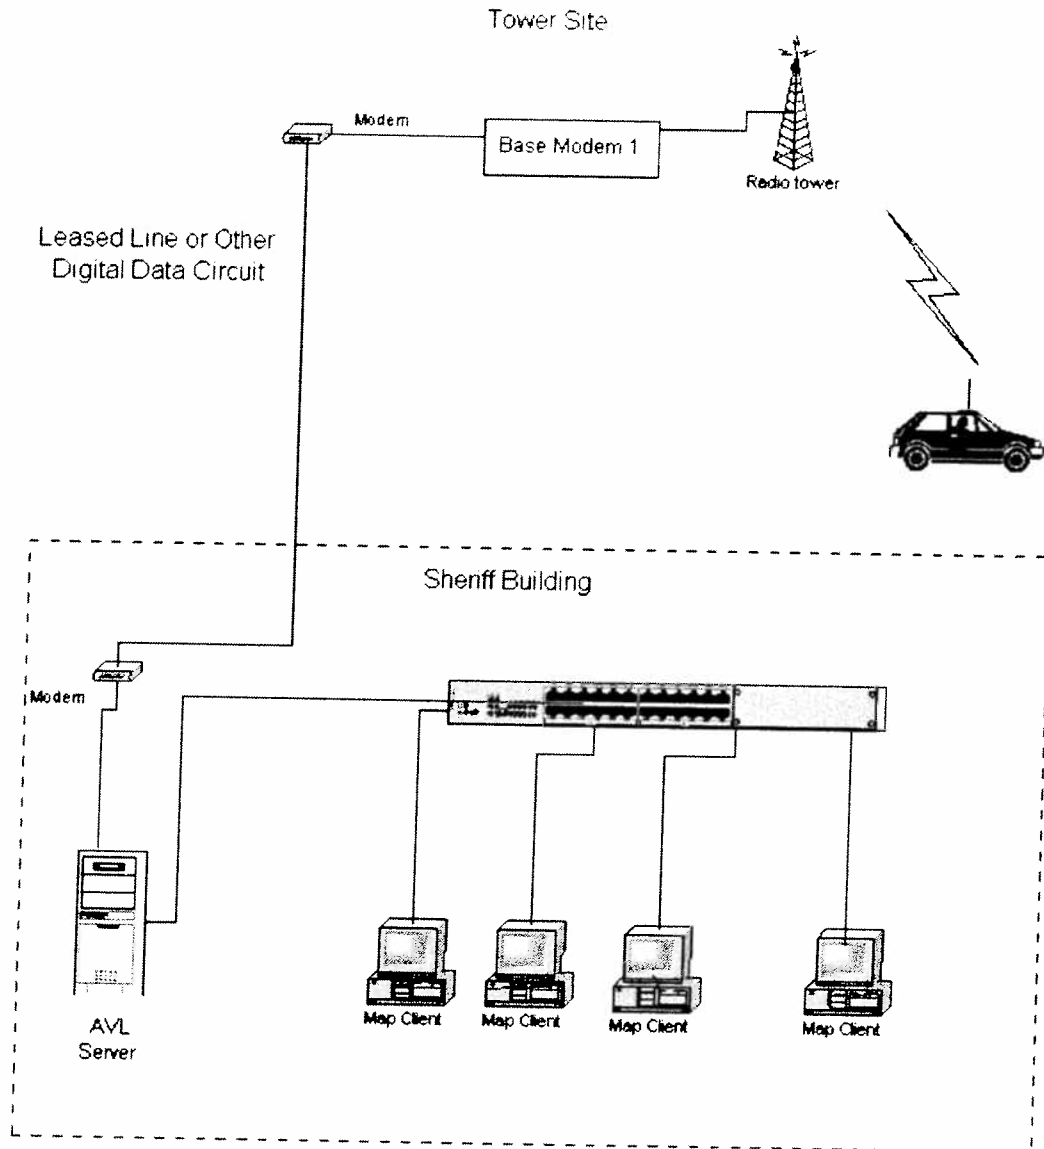 Tower Site
Modem
Base Modem 1
Radio tower
Leased Line or Other
Digital Data Circuit
Sheriff Building
Modem
Map Client
Map Client
Map Client
Map Client
AVL
Server